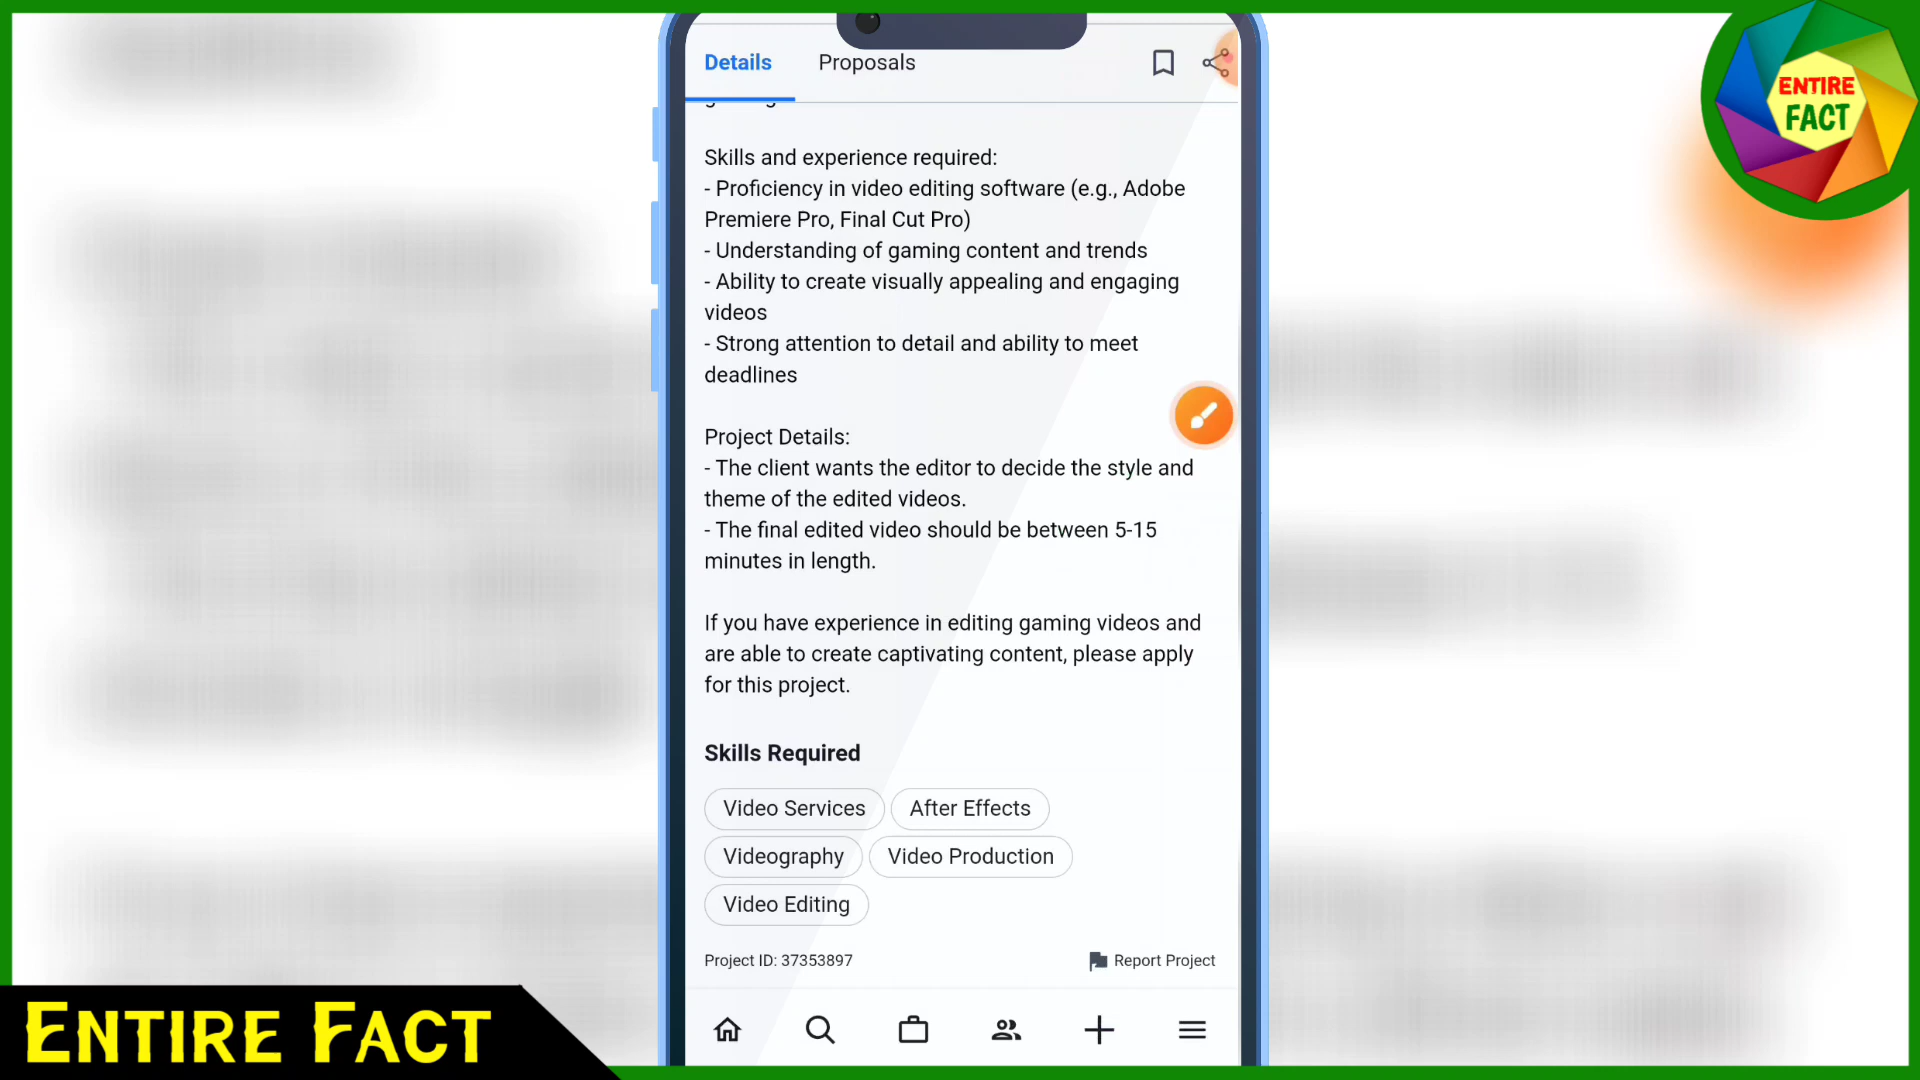 Details Proposals
Skills and experience required:
- Proficiency in video editing software (e.g., Adobe
Premiere Pro, Final Cut Pro)
- Understanding of gaming content and trends
- Ability to create visually appealing and engaging
videos
- Strong attention to detail and ability to meet
deadlines
Project Details:
- The client wants the editor to decide the style and
theme of the edited videos.
- The final edited video should be between 5-15
minutes in length.
If you have experience in editing gaming videos and
are able to create captivating content, please apply
for this project.
Skills Required
Video Services After Effects
Videography Video Production
Video Editing
Project ID: 37353897 Report Project
ENTIRE
FACT
ENTIRE FACT